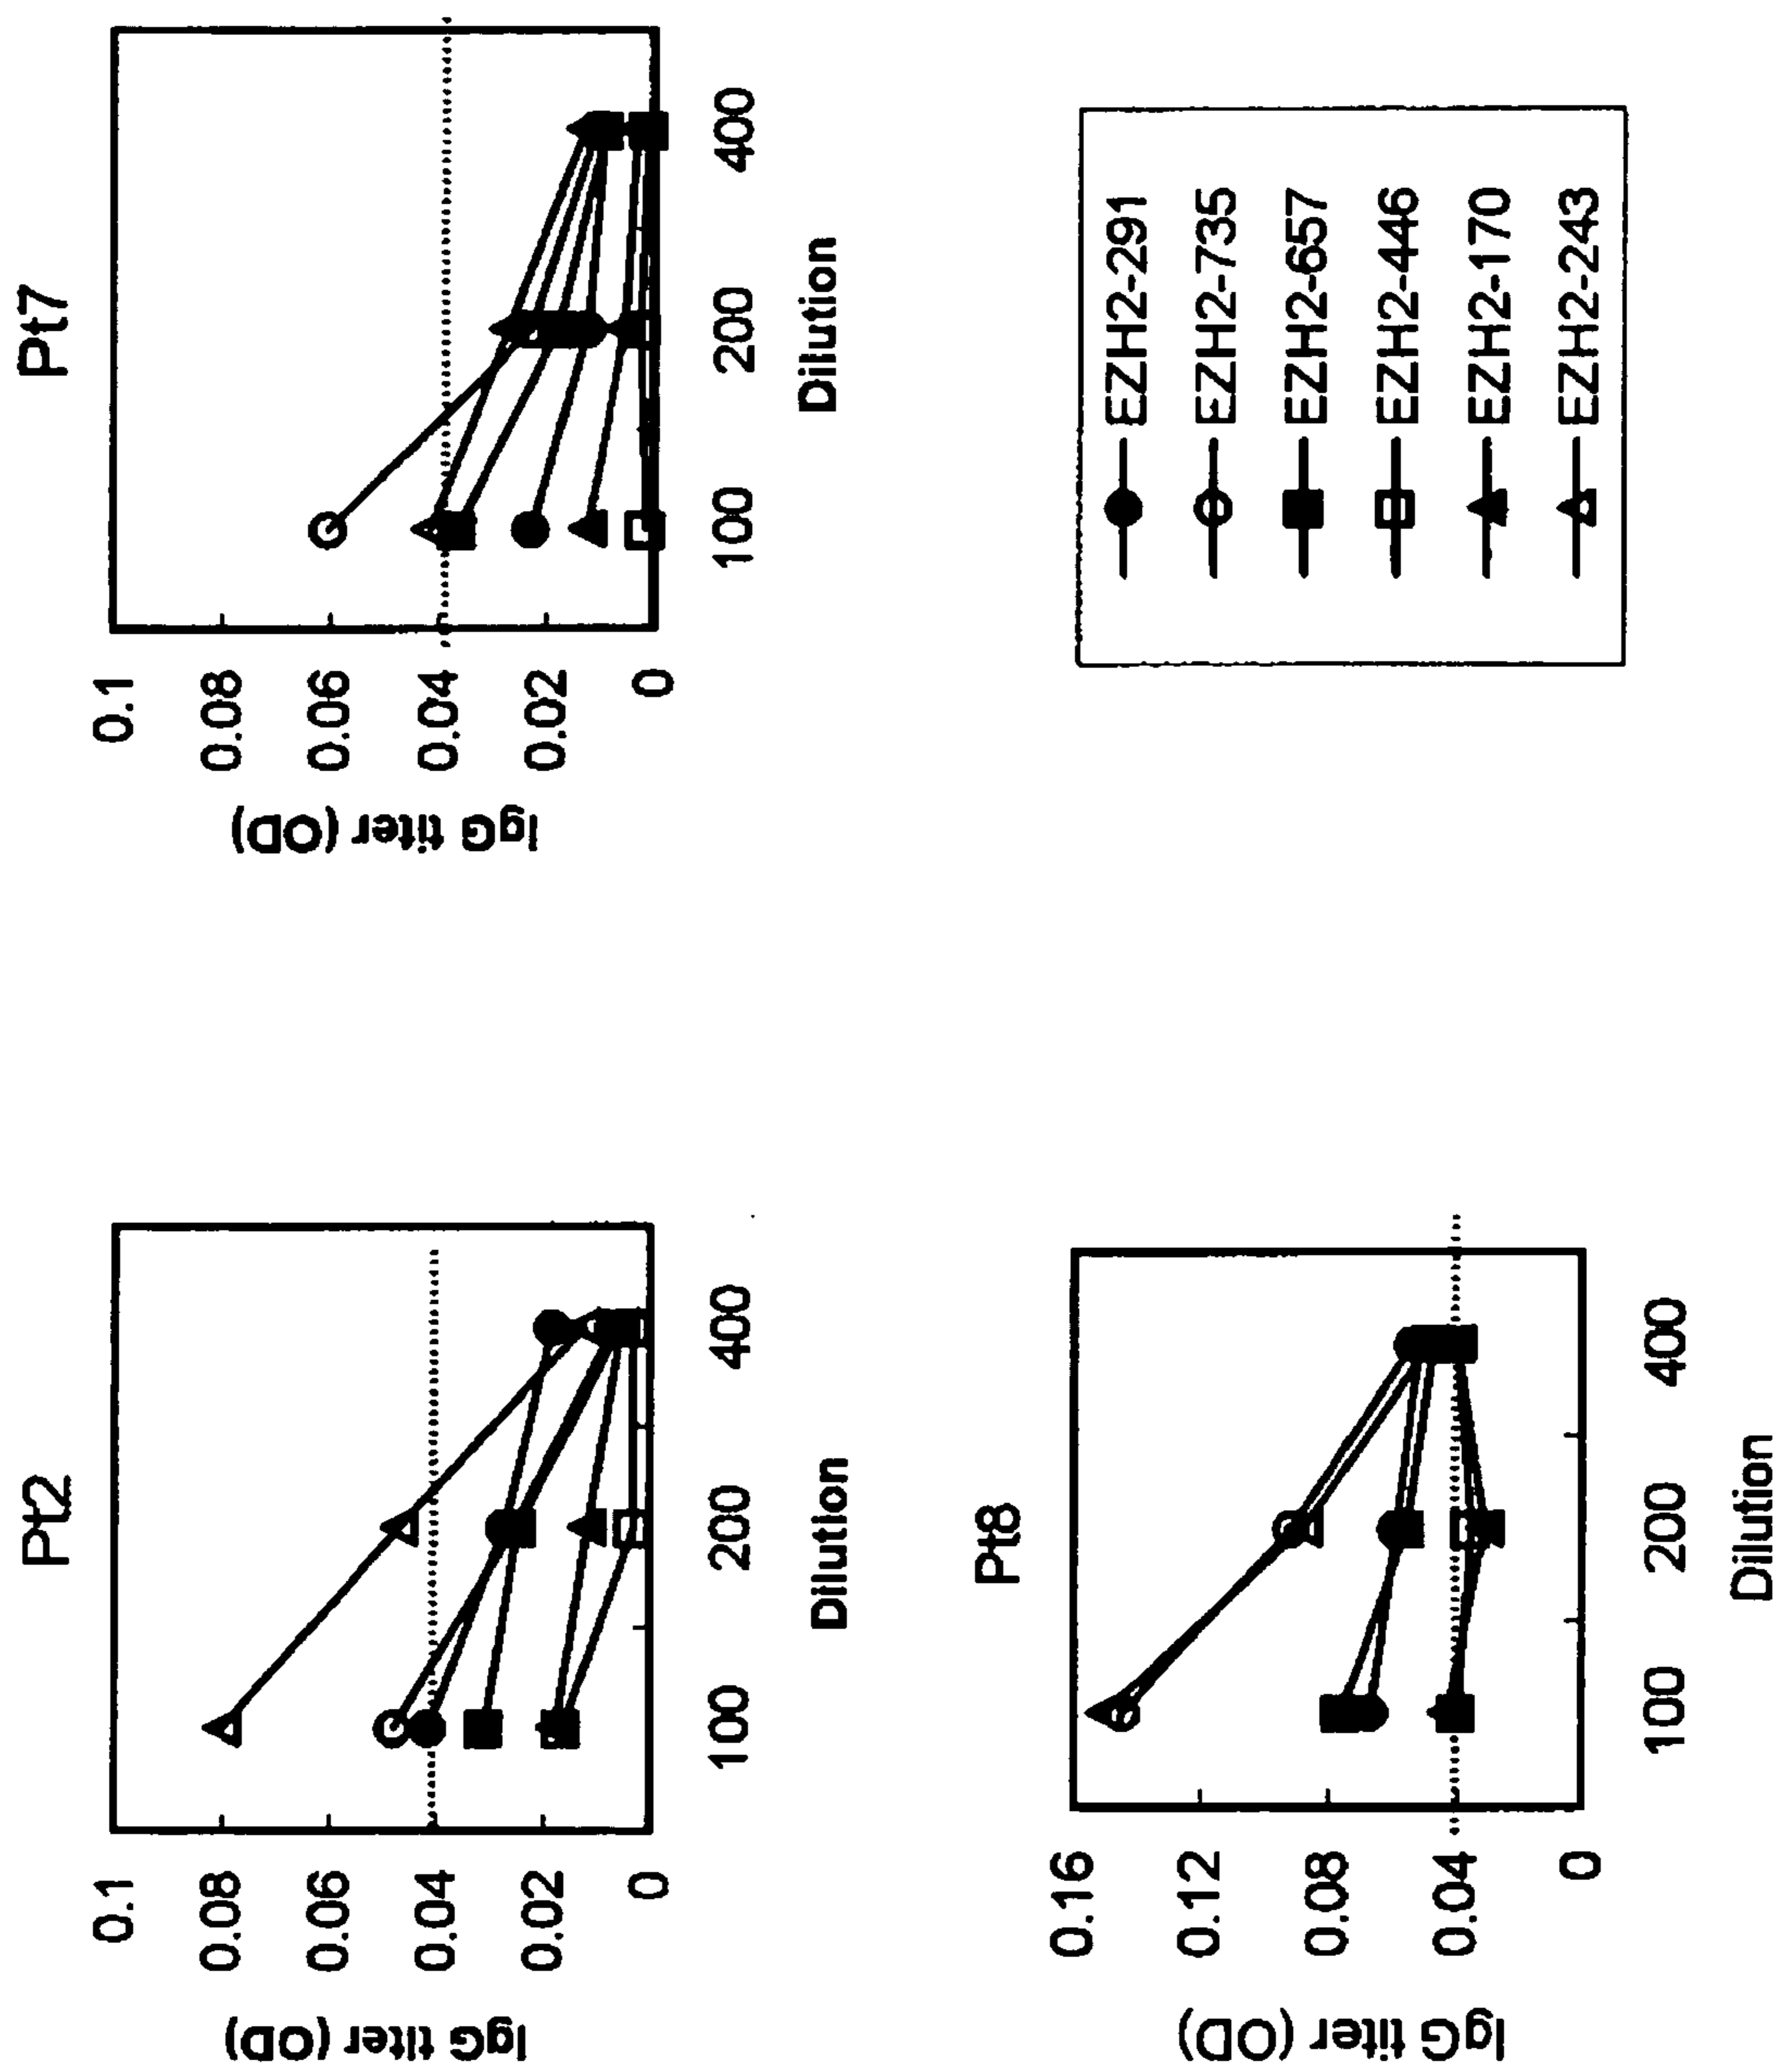 Pt2
IgG titer (OD)
0.1
0.08
0.06
0.04
0.02
0
100
200
400
Dilution
Pt7
IgG titer (OD)
0.1
0.08
0.06
0.04
0.02
0
100
200
400
Dilution
Pt8
IgG titer (OD)
0.16
0.12
0.08
0.04
0
100
200
400
Dilution
EZH2-291
EZH2-735
EZH2-657
EZH2-446
EZH2-170
EZH2-243